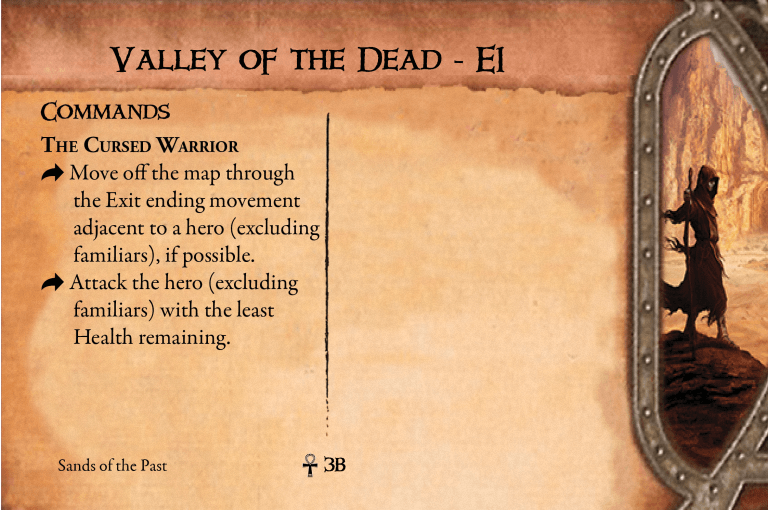 Valley of the Dead - E1
Commands
The Cursed Warrior
Move off the map through
the Exit ending movement
adjacent to a hero (excluding
familiars), if possible.
Attack the hero (excluding
familiars) with the least
Health remaining.
Sands of the Past
3B